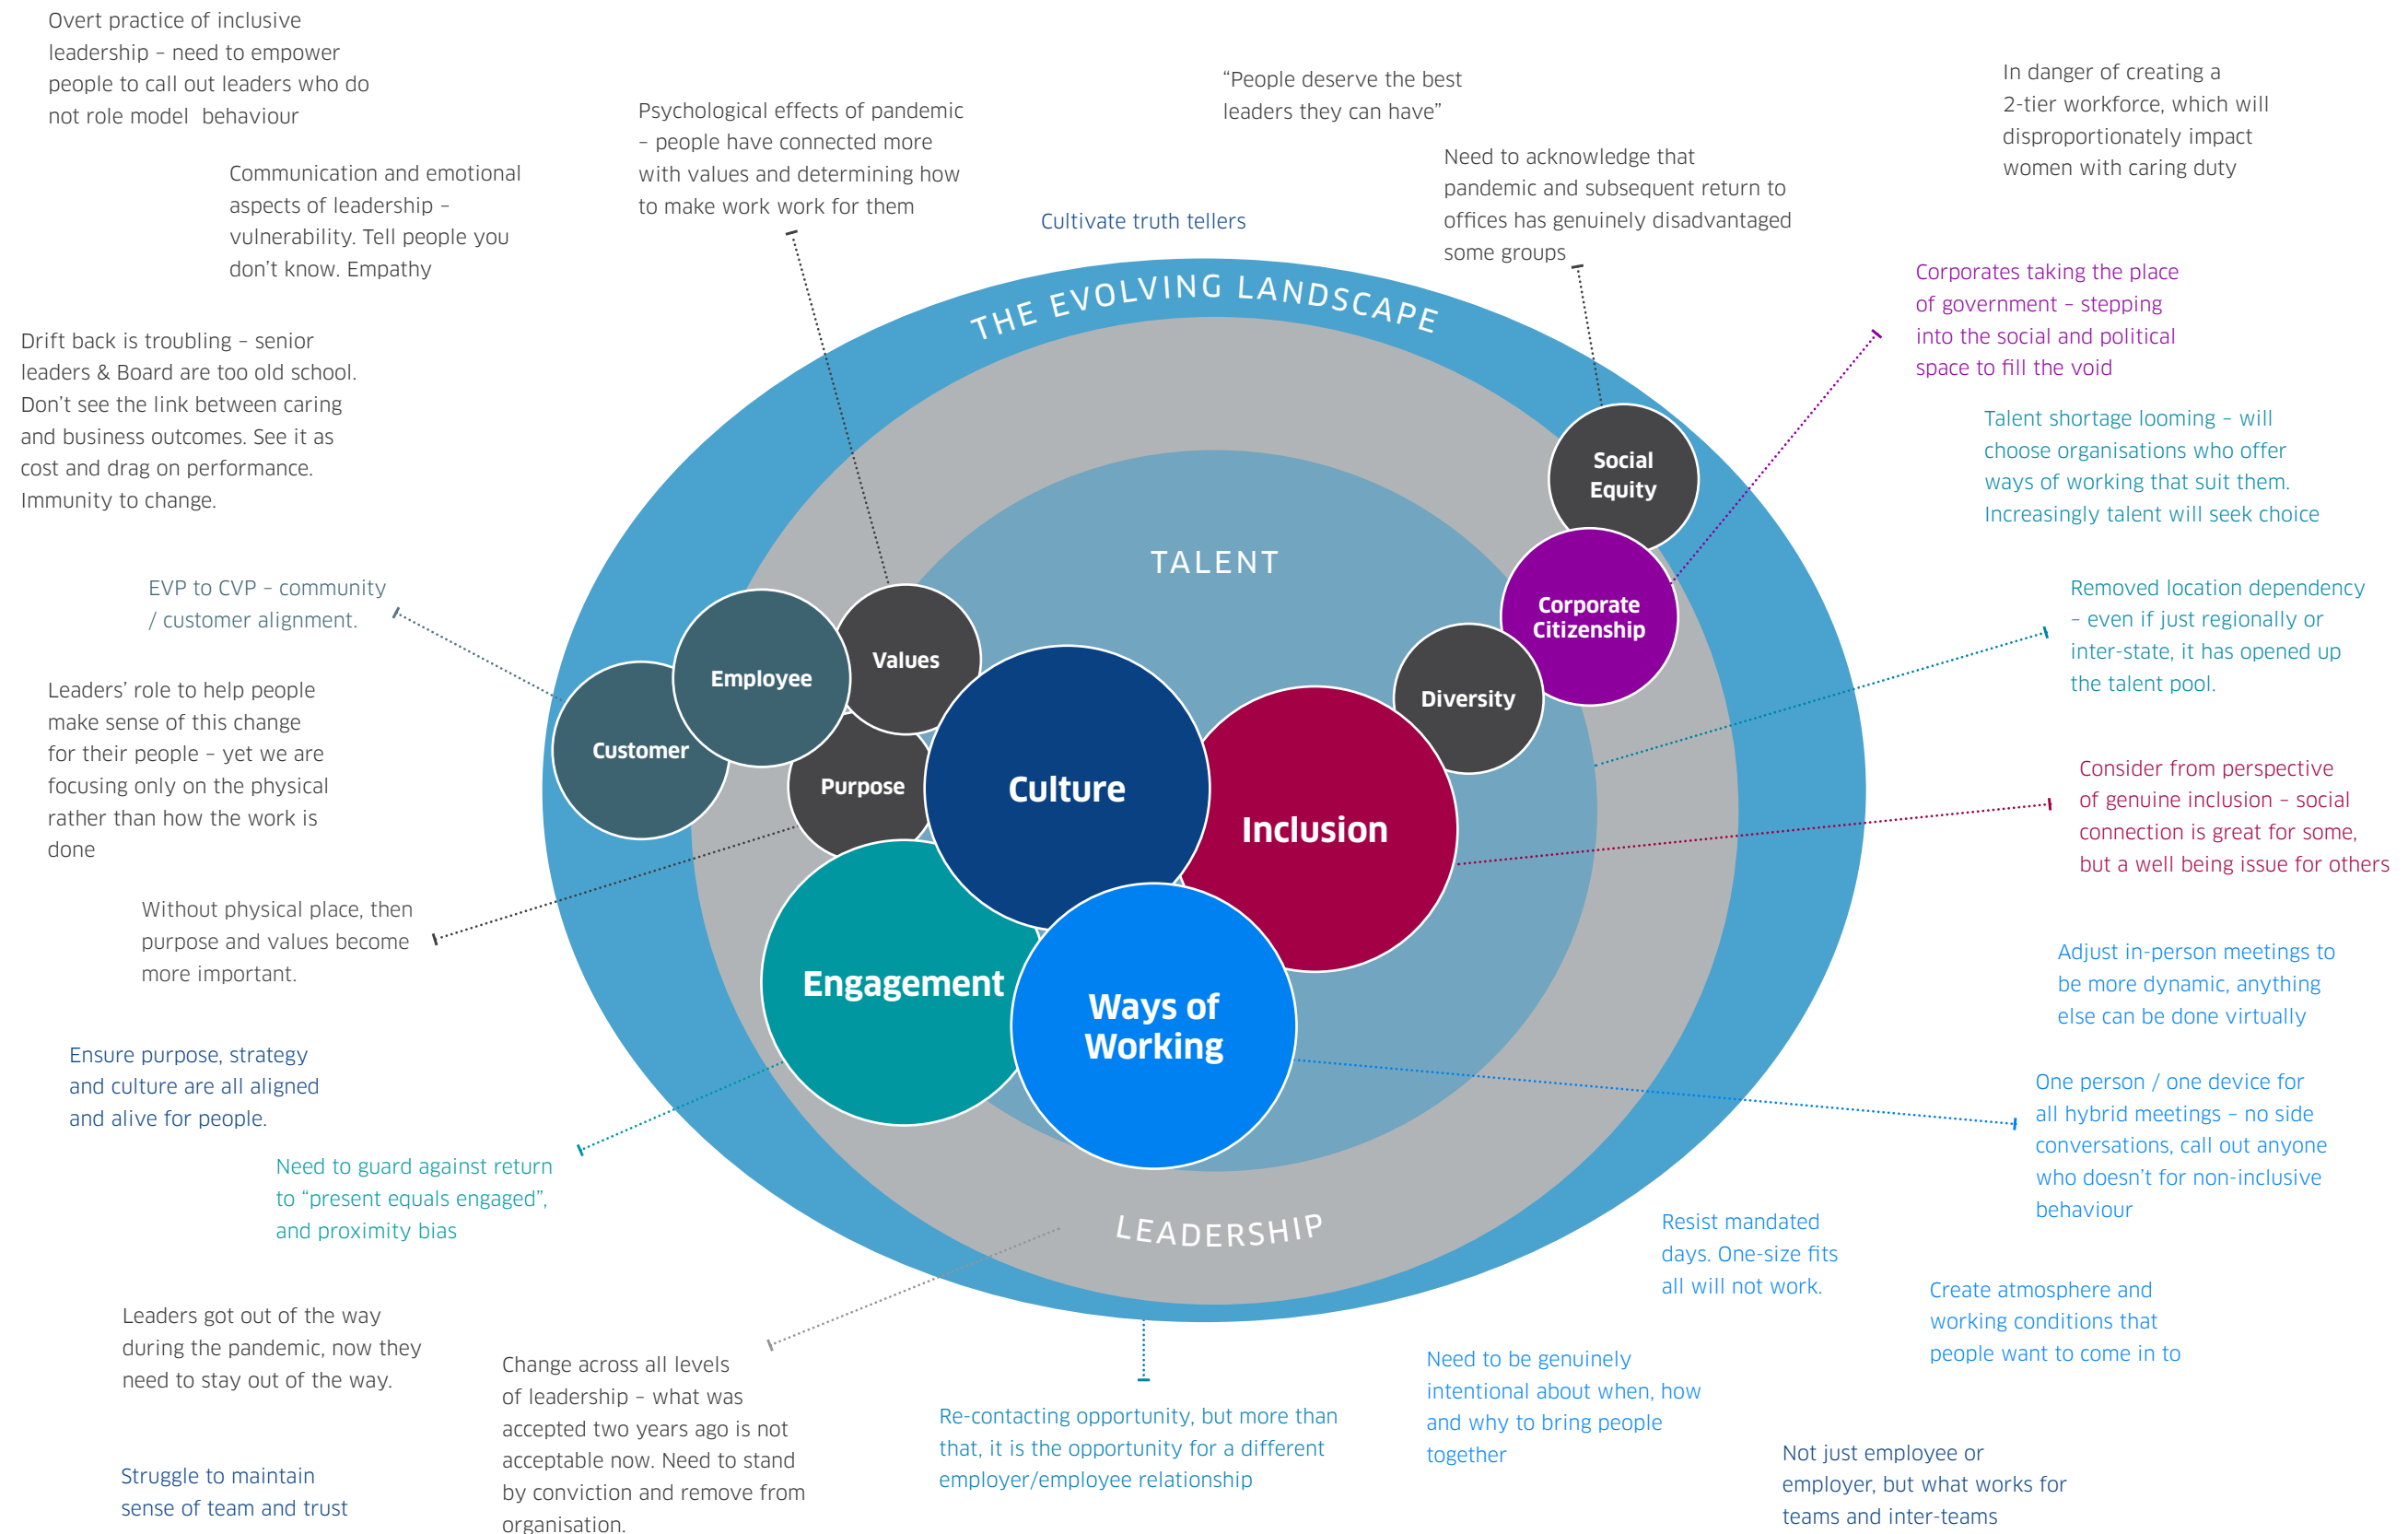 Overt practice of inclusive
leadership – need to empower
people to call out leaders who do
not role model  behaviour
Communication and emotional
aspects of leadership –
vulnerability. Tell people you
don’t know. Empathy
Psychological effects of pandemic
– people have connected more
with values and determining how
to make work work for them
“People deserve the best
leaders they can have”
Cultivate truth tellers
Need to acknowledge that
pandemic and subsequent return to
offices has genuinely disadvantaged
some groups
In danger of creating a
2-tier workforce, which will
disproportionately impact
women with caring duty
Corporates taking the place
of government – stepping
into the social and political
space to fill the void
Talent shortage looming – will
choose organisations who offer
ways of working that suit them.
Increasingly talent will seek choice
Drift back is troubling – senior
leaders & Board are too old school.
Don’t see the link between caring
and business outcomes. See it as
cost and drag on performance.
Immunity to change.
EVP to CVP – community
/ customer alignment.
Leaders’ role to help people
make sense of this change
for their people – yet we are
focusing only on the physical
rather than how the work is
done
Without physical place, then
purpose and values become
more important.
Ensure purpose, strategy
and culture are all aligned
and alive for people.
Need to guard against return
to “present equals engaged”,
and proximity bias
THE EVOLVING LANDSCAPE
TALENT
Social
Equity
Corporate
Citizenship
Diversity
Values
Employee
Customer
Purpose
Culture
Inclusion
Engagement
Ways of
Working
LEADERSHIP
Removed location dependency
– even if just regionally or
inter-state, it has opened up
the talent pool.
Consider from perspective
of genuine inclusion – social
connection is great for some,
but a well being issue for others
Adjust in-person meetings to
be more dynamic, anything
else can be done virtually
One person / one device for
all hybrid meetings – no side
conversations, call out anyone
who doesn’t for non-inclusive
behaviour
Resist mandated
days. One-size fits
all will not work.
Create atmosphere and
working conditions that
people want to come in to
Leaders got out of the way
during the pandemic, now they
need to stay out of the way.
Struggle to maintain
sense of team and trust
Change across all levels
of leadership – what was
accepted two years ago is not
acceptable now. Need to stand
by conviction and remove from
organisation.
Re-contacting opportunity, but more than
that, it is the opportunity for a different
employer/employee relationship
Need to be genuinely
intentional about when, how
and why to bring people
together
Not just employee or
employer, but what works for
teams and inter-teams